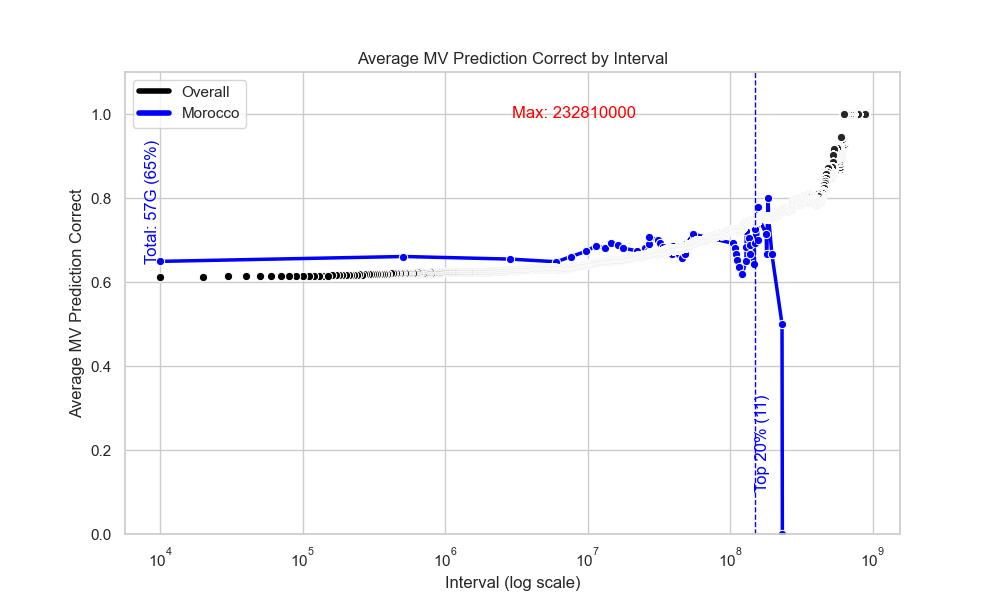 Average MV Prediction Correct by Interval
Overall
Morocco
Max: 232810000
Total: 57G (65%)
Top 20% (11)
Average MV Prediction Correct
1.0
0.8
0.6
0.4
0.2
0.0
10^4
10^5
10^6
10^7
10^8
10^9
Interval (log scale)